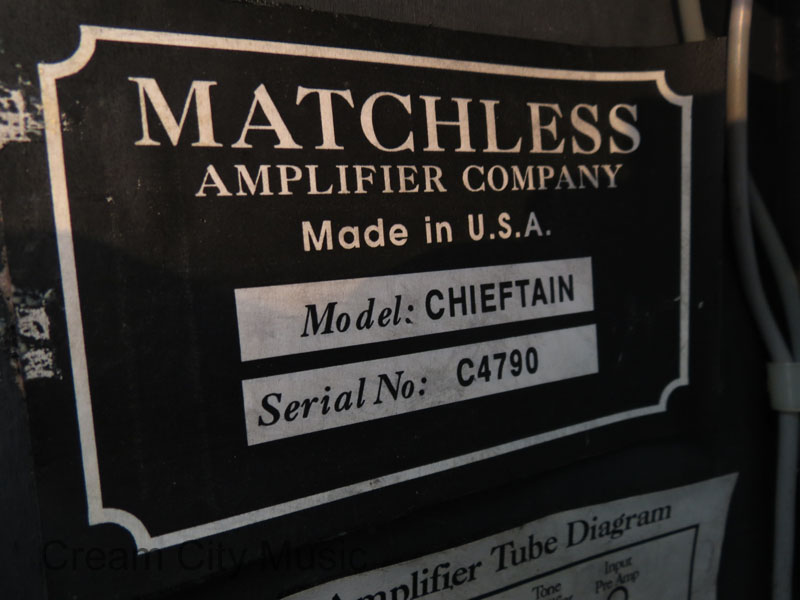 MATCHLESS
AMPLIFIER COMPANY
Made in U.S.A.
Model: CHIEFTAIN
Serial No: C4790
Amplifier Tube Diagram
Tone
Input
Pre Amp
Cream City Music